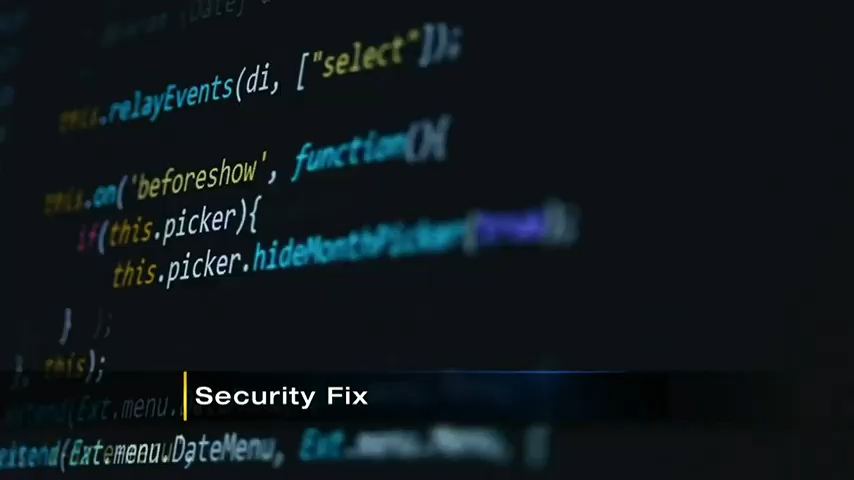 this.relayEvents(di, ["select"]);
this.on('beforeshow', function(){
if(this.picker){
this.picker.hideMonthPicker(true);
}
}, this);
Security Fix
extend(Ext.menu.DateMenu, Ext.menu.Menu, {